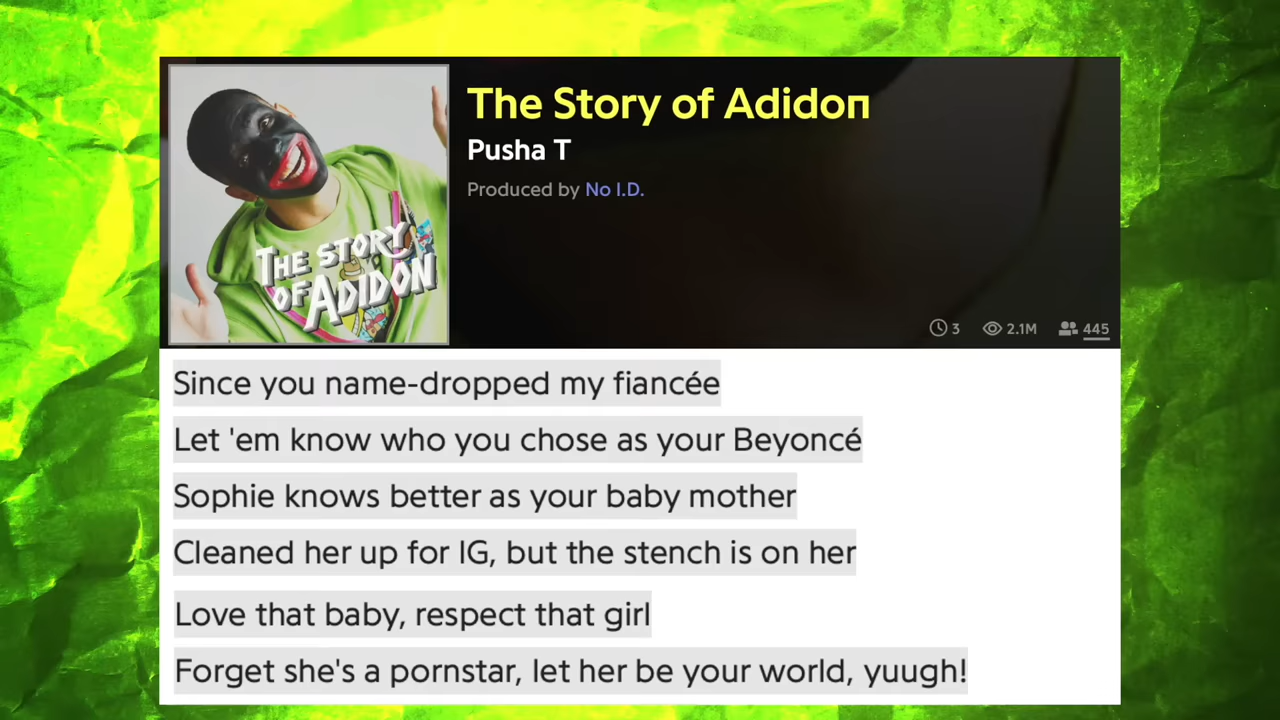 The Story of Adidon
Pusha T
Produced by No I.D.
THE STORY
OF ADIDON
3 2.1M 445
Since you name-dropped my fiancée
Let 'em know who you chose as your Beyoncé
Sophie knows better as your baby mother
Cleaned her up for IG, but the stench is on her
Love that baby, respect that girl
Forget she's a pornstar, let her be your world, yuugh!